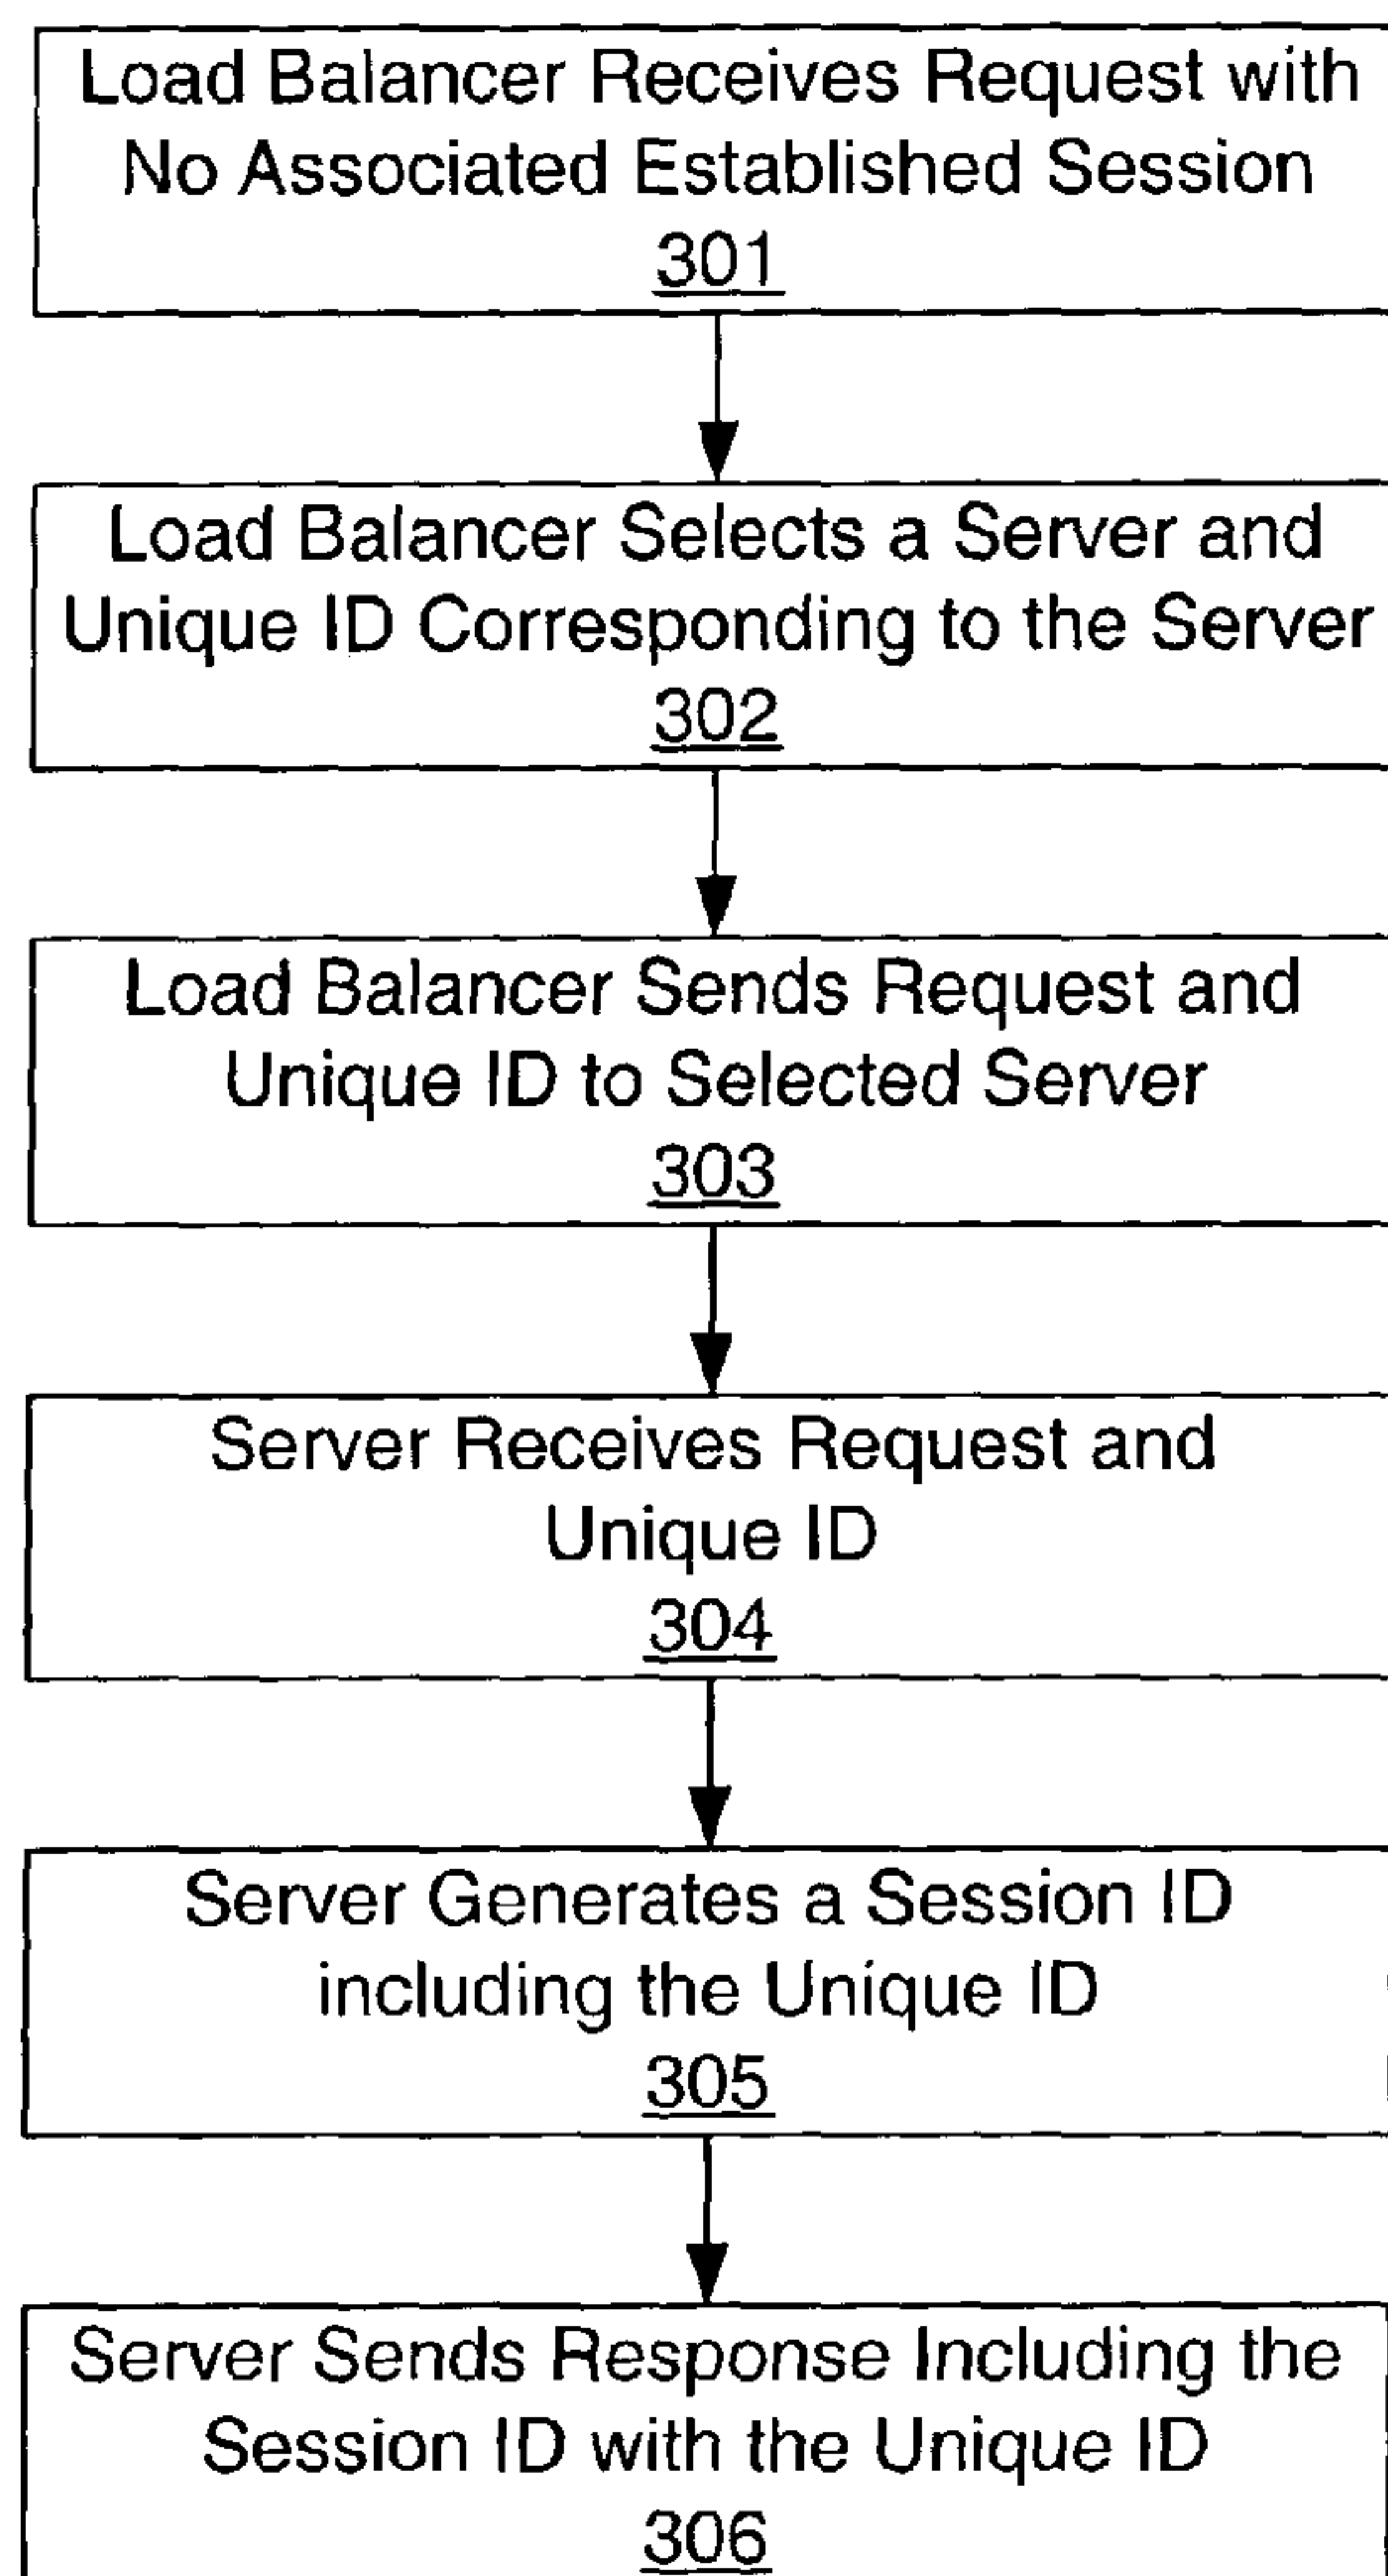 Load Balancer Receives Request with
No Associated Established Session
301
Load Balancer Selects a Server and
Unique ID Corresponding to the Server
302
Load Balancer Sends Request and
Unique ID to Selected Server
303
Server Receives Request and
Unique ID
304
Server Generates a Session ID
including the Unique ID
305
Server Sends Response Including the
Session ID with the Unique ID
306